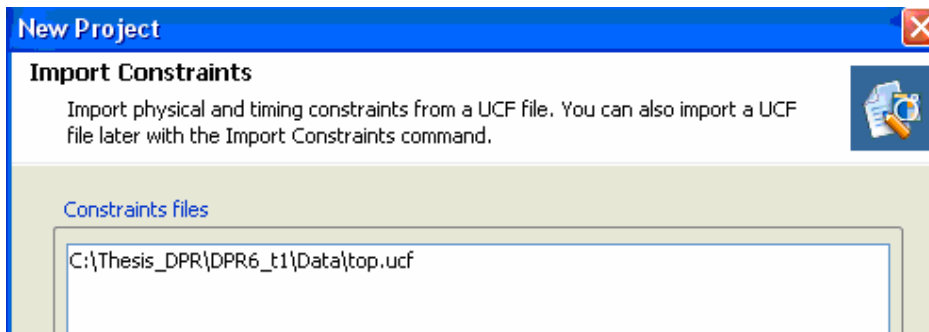 New Project
Import Constraints
Import physical and timing constraints from a UCF file. You can also import a UCF
file later with the Import Constraints command.
Constraints files
C:\Thesis_DPR\DPR6_t1\Data\top.ucf